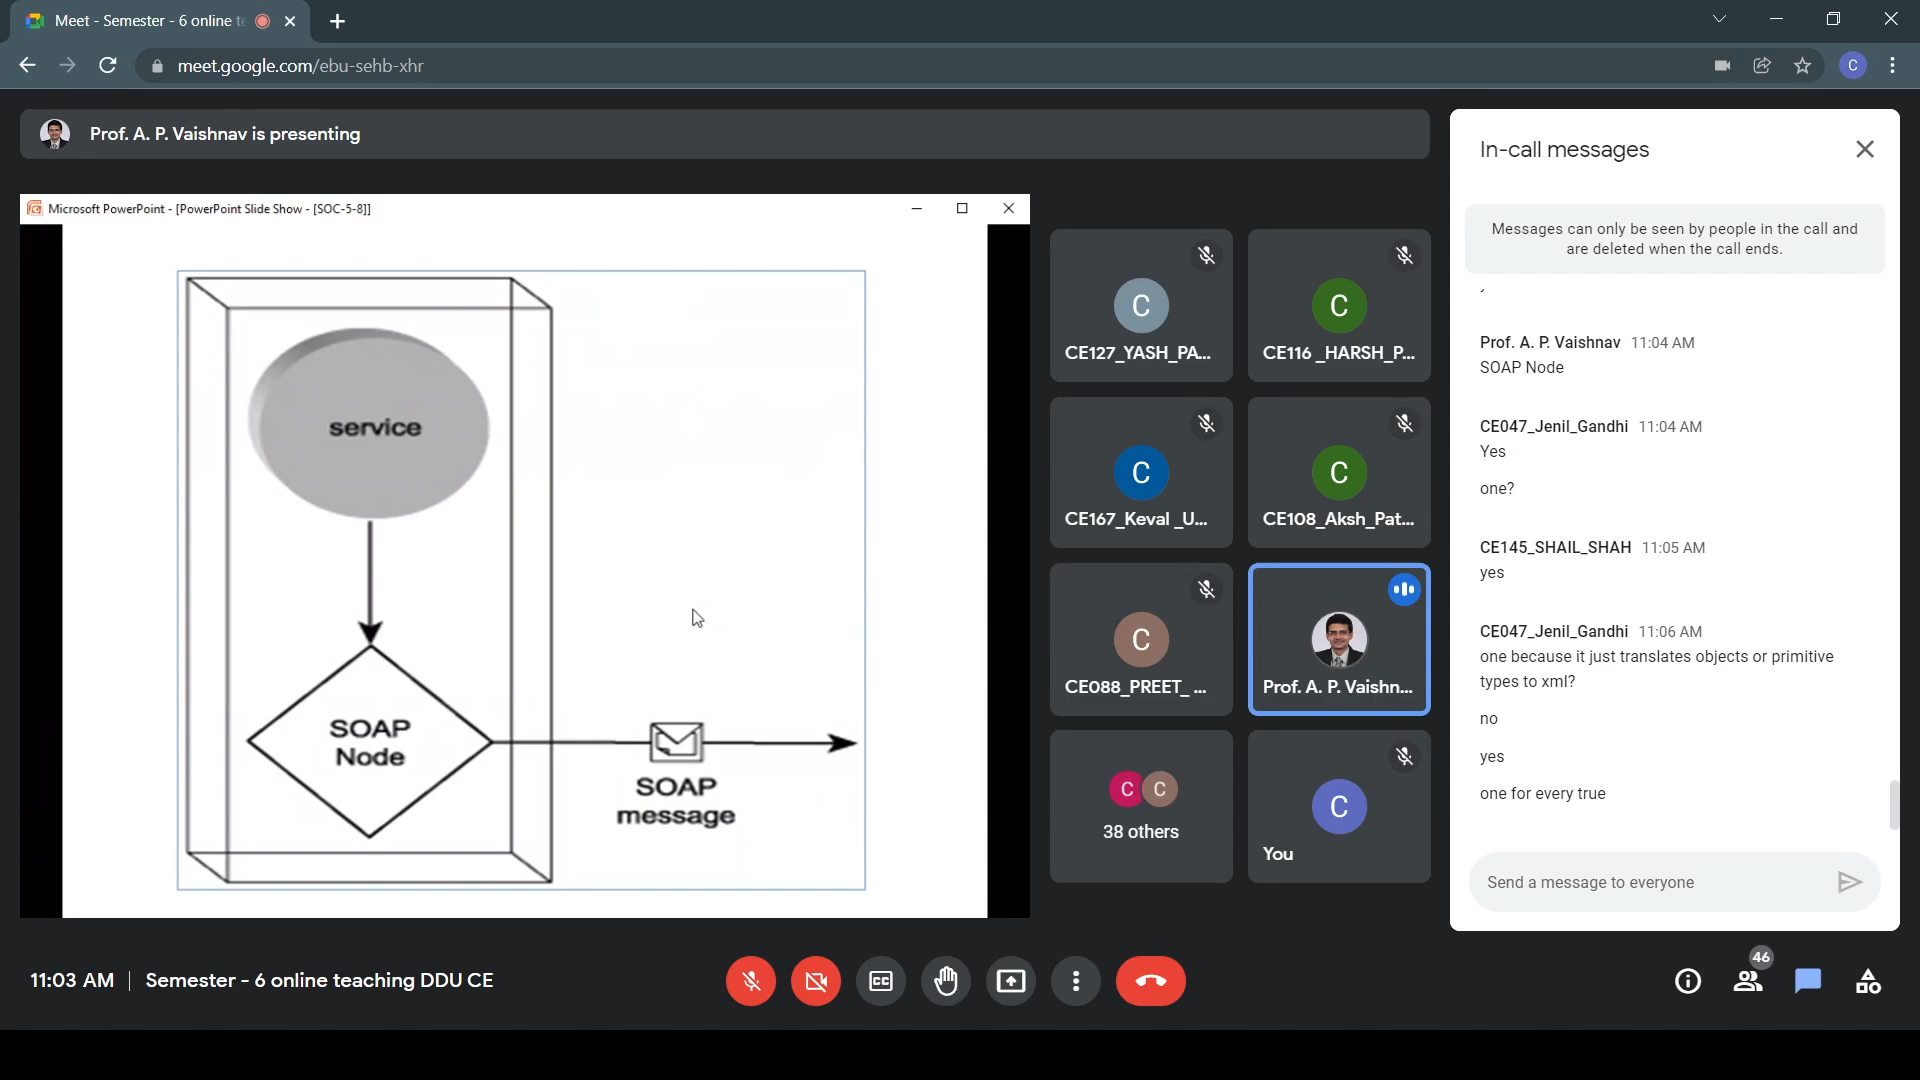 Meet - Semester - 6 online te
meet.google.com/ebu-sehb-xhr
C
Prof. A. P. Vaishnav is presenting
Microsoft PowerPoint - [PowerPoint Slide Show - [SOC-5-8]]
service
SOAP
Node
SOAP
message
C
CE127_YASH_PA...
C
CE116 _HARSH_P...
C
CE167_Keval _U...
C
CE108_Aksh_Pat...
C
CE088_PREET_ ...
Prof. A. P. Vaishn...
C C
38 others
C
You
In-call messages
Messages can only be seen by people in the call and
are deleted when the call ends.
Prof. A. P. Vaishnav 11:04 AM
SOAP Node
CE047_Jenil_Gandhi 11:04 AM
Yes
one?
CE145_SHAIL_SHAH 11:05 AM
yes
CE047_Jenil_Gandhi 11:06 AM
one because it just translates objects or primitive
types to xml?
no
yes
one for every true
Send a message to everyone
11:03 AM | Semester - 6 online teaching DDU CE
CC
46